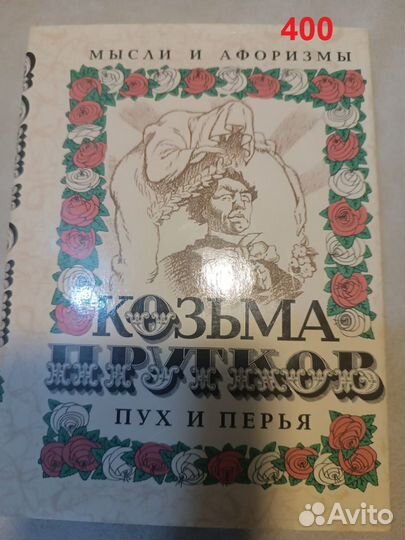 400
МЫСЛИ И АФОРИЗМЫ
КОЗЬМА
ПРУТКОВ
ПУХ И ПЕРЬЯ
Avito